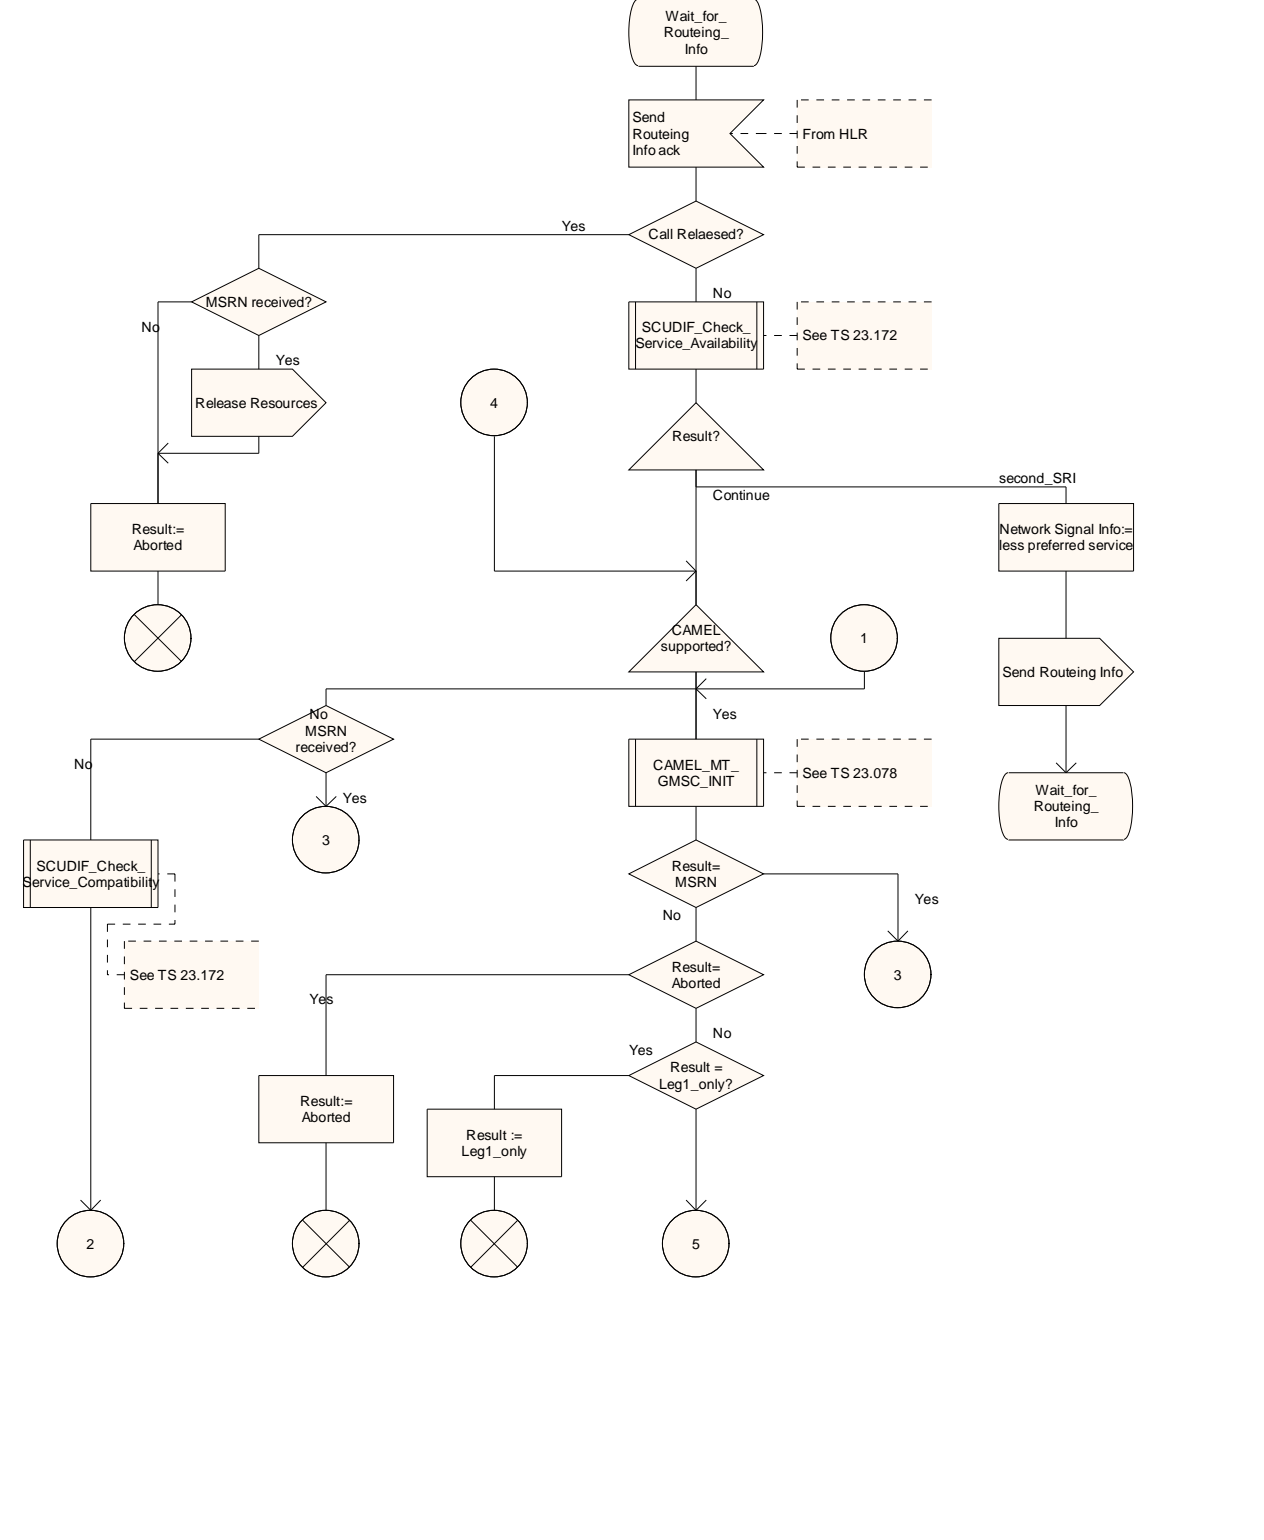 Wait_for_
Routeing_
Info
Send
Routeing
Info ack
From HLR
Yes
Call Relaesed?
MSRN received?
No
No
SCUDIF_Check_
Service_Availability
See TS 23.172
Yes
Release Resources
4
Result?
second_SRI
Continue
Result:=
Aborted
Network Signal Info:=
less preferred service
CAMEL
supported?
1
Send Routeing Info
No
MSRN
received?
Yes
No
CAMEL_MT_
GMSC_INIT
See TS 23.078
Yes
3
Wait_for_
Routeing_
Info
SCUDIF_Check_
Service_Compatibility
Result=
MSRN
Yes
No
See TS 23.172
Result=
Aborted
3
Yes
No
Yes
Result =
Leg1_only?
Result:=
Aborted
Result :=
Leg1_only
2
5